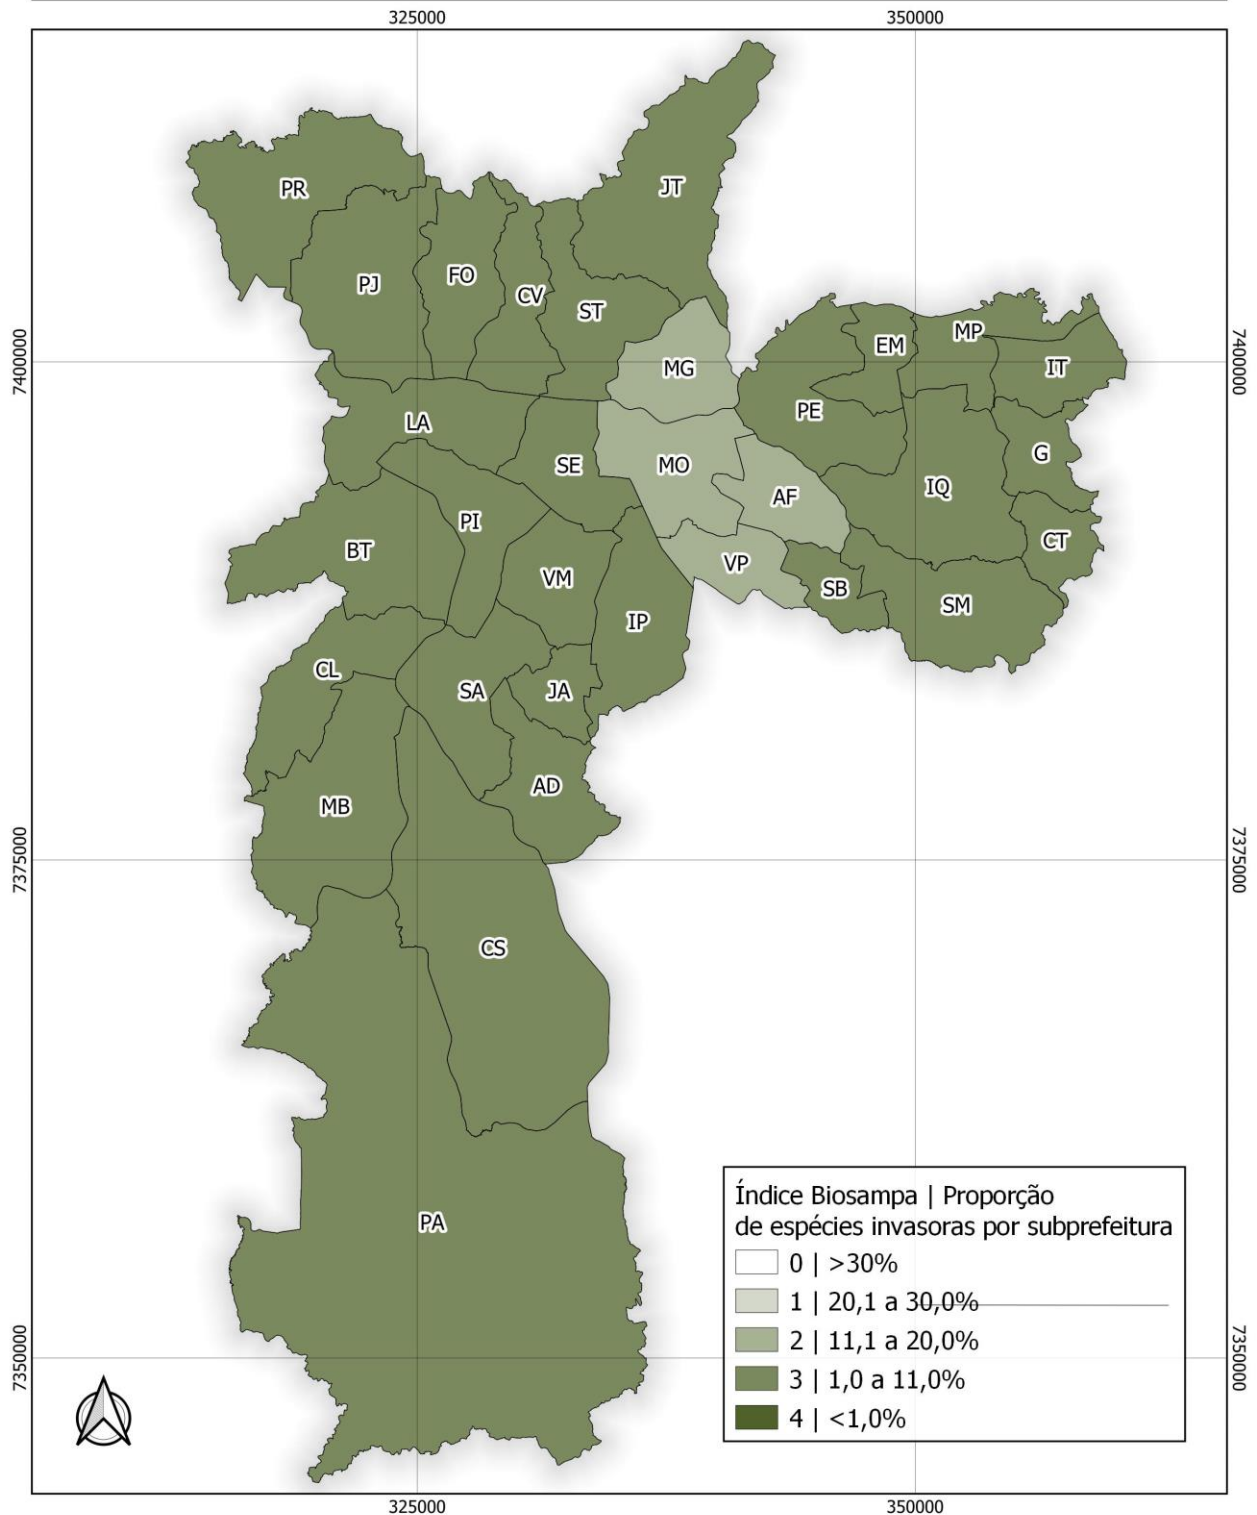 325000
350000
PR
JT
PJ
FO
CV
ST
EM
MP
IT
7400000
7400000
MG
LA
PE
SE
MO
G
AF
IQ
PI
BT
VP
CT
VM
SB
SM
IP
CL
SA
JA
AD
MB
7375000
7375000
CS
PA
Índice Biosampa | Proporção
de espécies invasoras por subprefeitura
0 | >30%
1 | 20,1 a 30,0%
2 | 11,1 a 20,0%
3 | 1,0 a 11,0%
4 | <1,0%
7350000
7350000
325000
350000